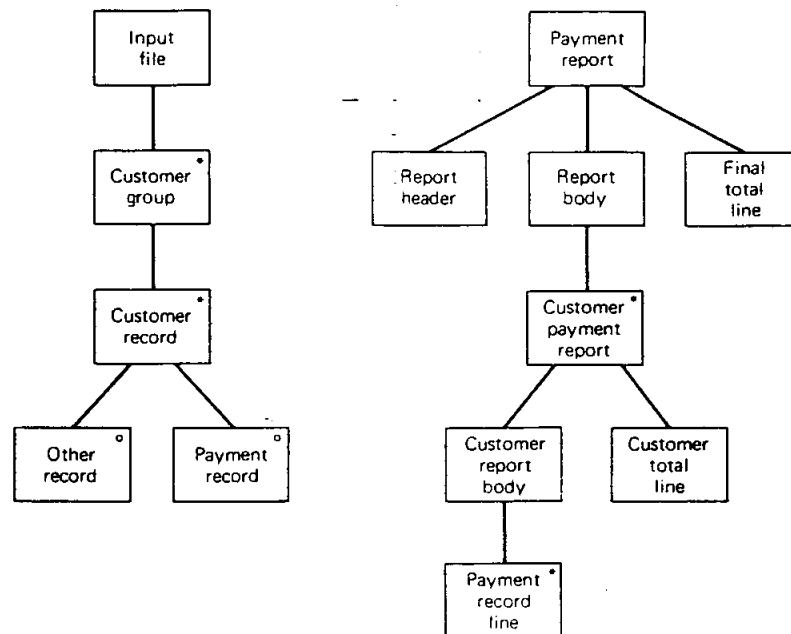 Input
file
Customer
group
Customer
record
Other
record
Payment
record
Payment
report
Report
header
Report
body
Final
total
line
Customer
payment
report
Customer
report
body
Customer
total
line
Payment
record
line